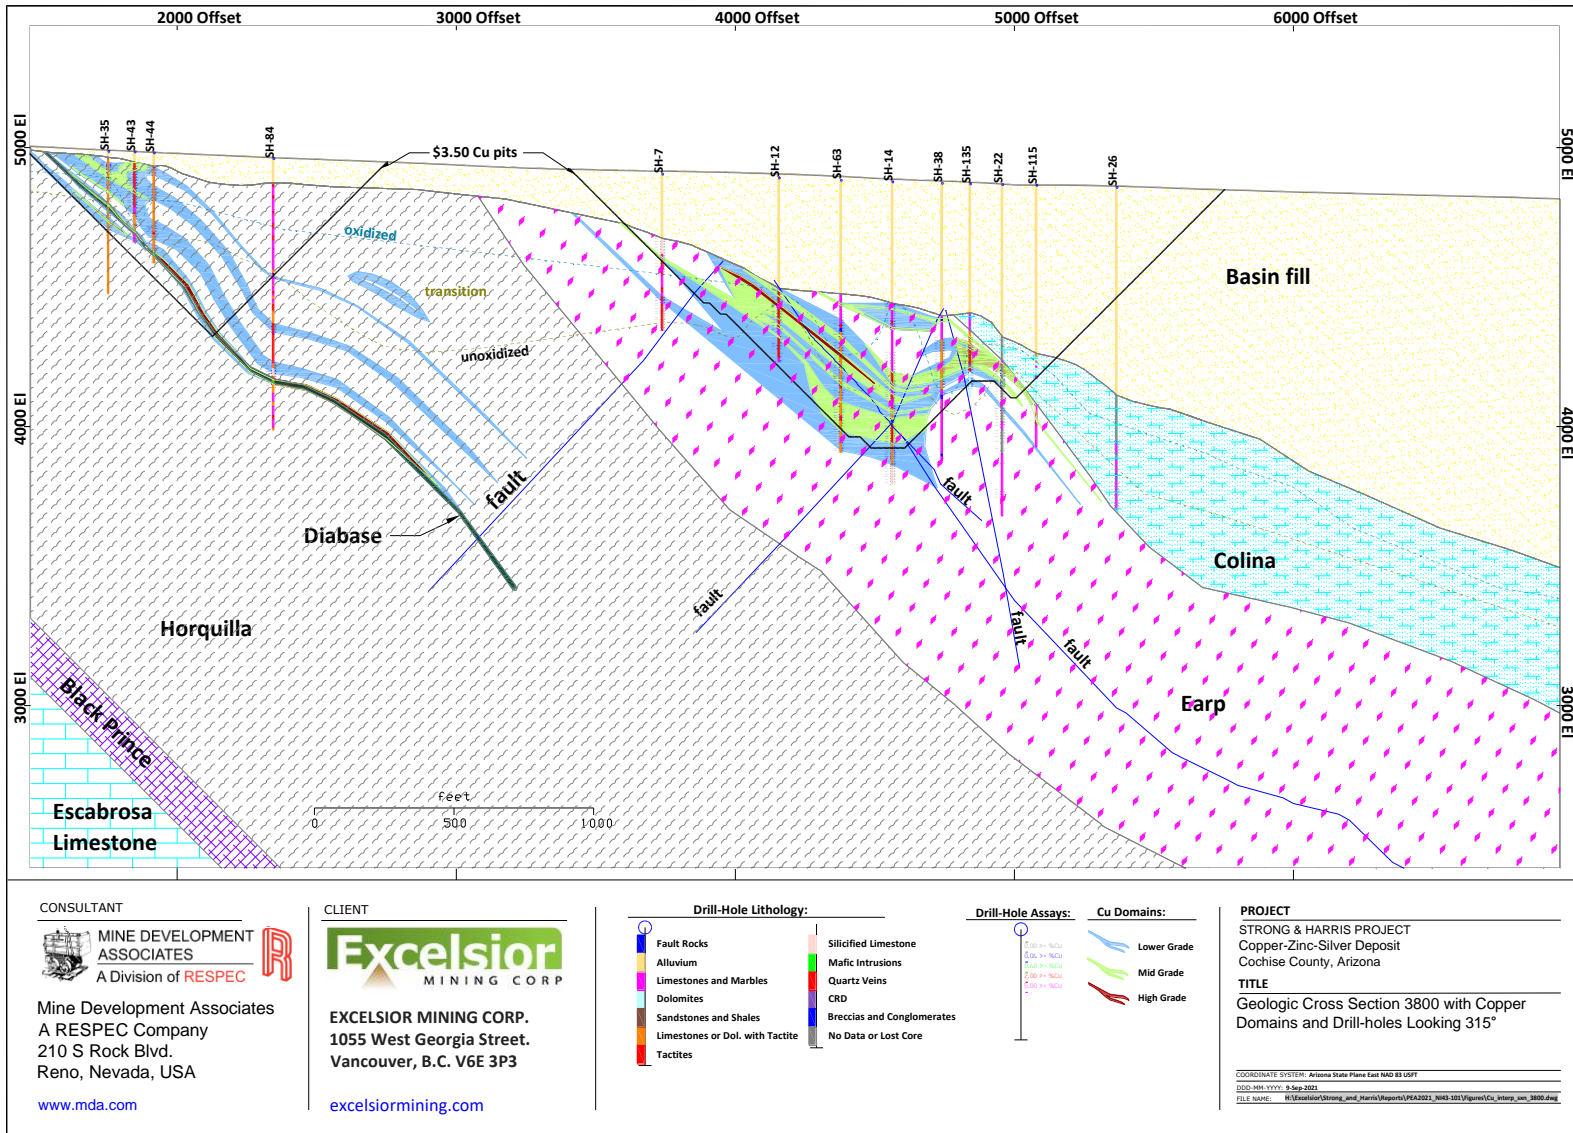 2000 Offset
3000 Offset
4000 Offset
5000 Offset
6000 Offset
5000 El
5000 El
4000 El
4000 El
3000 El
3000 El
SH-35
SH-43
SH-44
SH-84
$3.50 Cu pits
SH-7
SH-12
SH-63
SH-14
SH-38
SH-135
SH-22
SH-115
SH-26
oxidized
transition
unoxidized
Basin fill
fault
Diabase
fault
Colina
Horquilla
fault
fault
fault
Black Prince
Earp
Escabrosa
Limestone
feet
0
500
1000
CONSULTANT
MINE DEVELOPMENT
ASSOCIATES
A Division of RESPEC
Mine Development Associates
A RESPEC Company
210 S Rock Blvd.
Reno, Nevada, USA
www.mda.com
CLIENT
Excelsior
MINING CORP
EXCELSIOR MINING CORP.
1055 West Georgia Street.
Vancouver, B.C. V6E 3P3
excelsiormining.com
Drill-Hole Lithology:
Fault Rocks
Alluvium
Limestones and Marbles
Dolomites
Sandstones and Shales
Limestones or Dol. with Tactite
Tactites
Silicified Limestone
Mafic Intrusions
Quartz Veins
CRD
Breccias and Conglomerates
No Data or Lost Core
Drill-Hole Assays:
Cu Domains:
Lower Grade
Mid Grade
High Grade
PROJECT
STRONG & HARRIS PROJECT
Copper-Zinc-Silver Deposit
Cochise County, Arizona
TITLE
Geologic Cross Section 3800 with Copper
Domains and Drill-holes Looking 315°
COORDINATE SYSTEM: Arizona State Plane East NAD 83 USFT
DDD-MM-YYYY: 9-Sep-2021
FILE NAME: H:\Excelsior\Strong_and_Harris\Reports\PEA2021_NI43-101\Figures\Cu_interp_sxn_3800.dwg